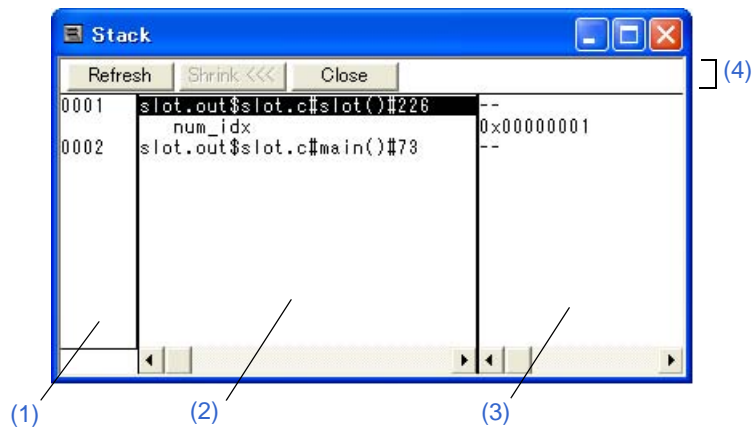 Stack
Refresh Shrink <<< Close (4)
0001 slot.out$slot.c#slot()#226 --
num_idx 0x00000001
0002 slot.out$slot.c#main()#73 --
(1) (2) (3)